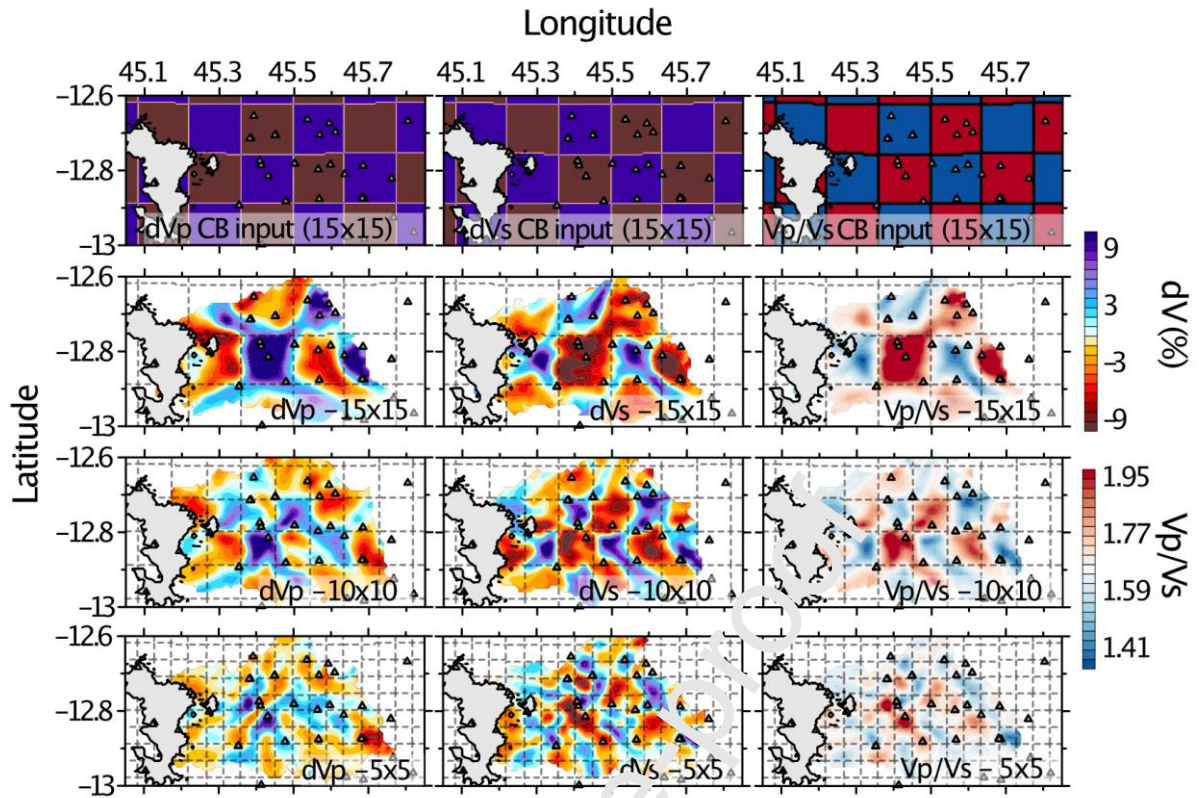 Longitude
45.1 45.3 45.5 45.7 45.1 45.3 45.5 45.7 45.1 45.3 45.5 45.7
−12.6
−12.8
−13
dVp CB input (15x15)
dVs CB input (15x15)
Vp/Vs CB input (15x15)
−12.6
−12.8
−13
dVp −15x15
dVs −15x15
Vp/Vs −15x15
−12.6
−12.8
−13
dVp −10x10
dVs −10x10
Vp/Vs −10x10
−12.6
−12.8
−13
dVp −5x5
dVs −5x5
Vp/Vs − 5x5
Latitude
9
3
−3
−9
dV (%)
1.95
1.77
1.59
1.41
Vp/Vs
e-proof